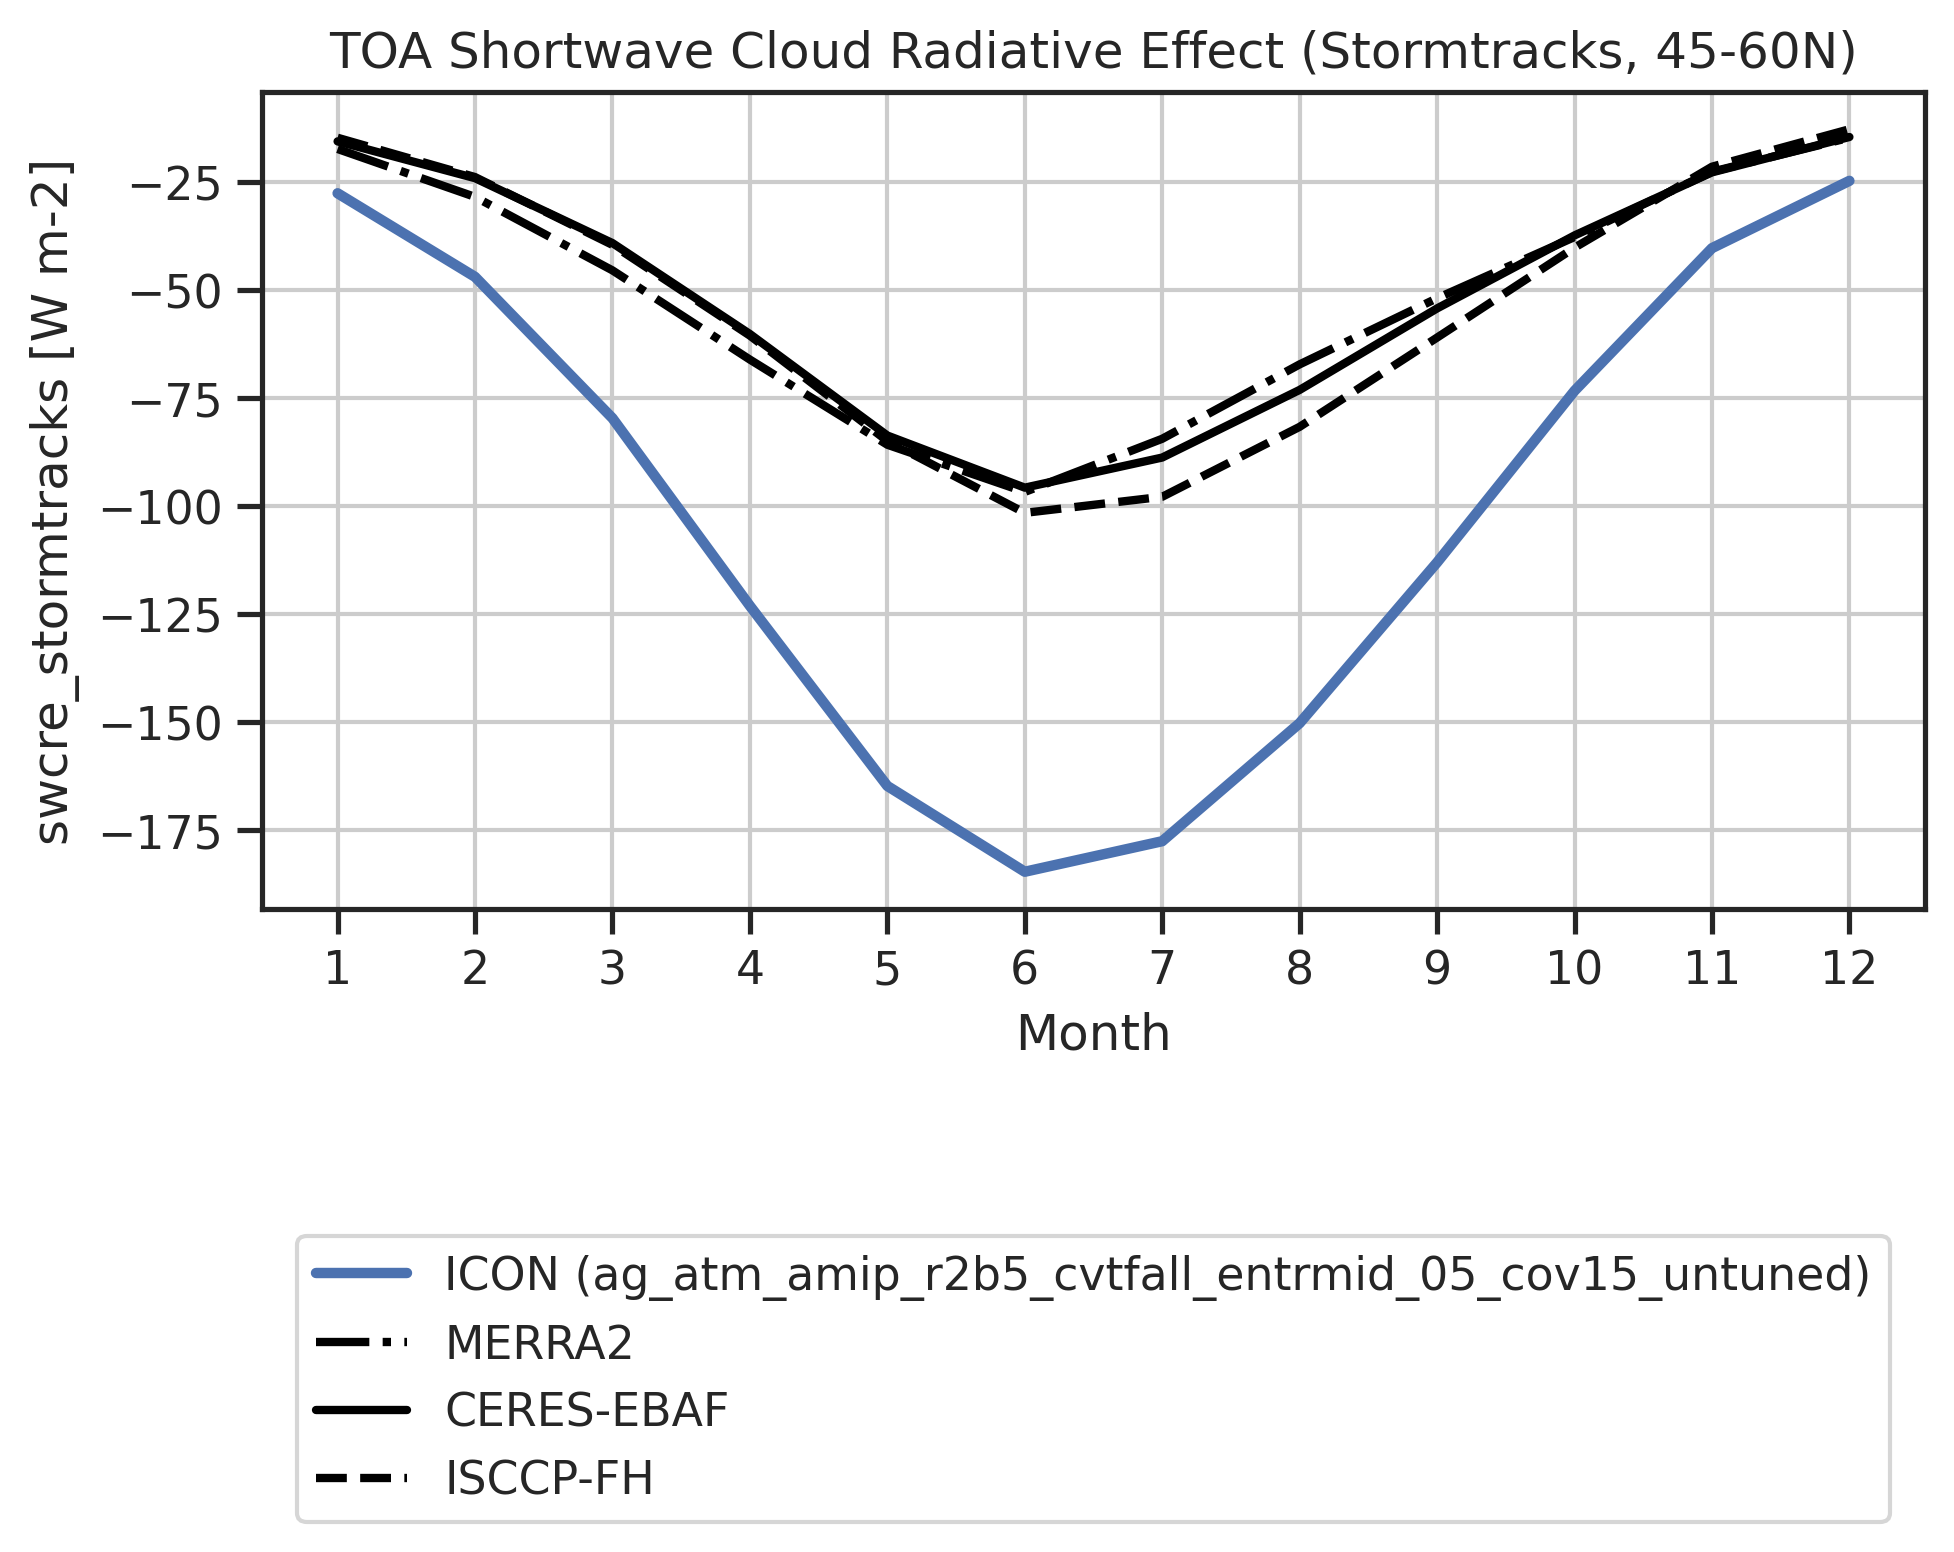 TOA Shortwave Cloud Radiative Effect (Stormtracks, 45-60N)
swcre_stormtracks [W m-2]
−25
−50
−75
−100
−125
−150
−175
1 2 3 4 5 6 7 8 9 10 11 12
Month
ICON (ag_atm_amip_r2b5_cvtfall_entrmid_05_cov15_untuned)
MERRA2
CERES-EBAF
ISCCP-FH